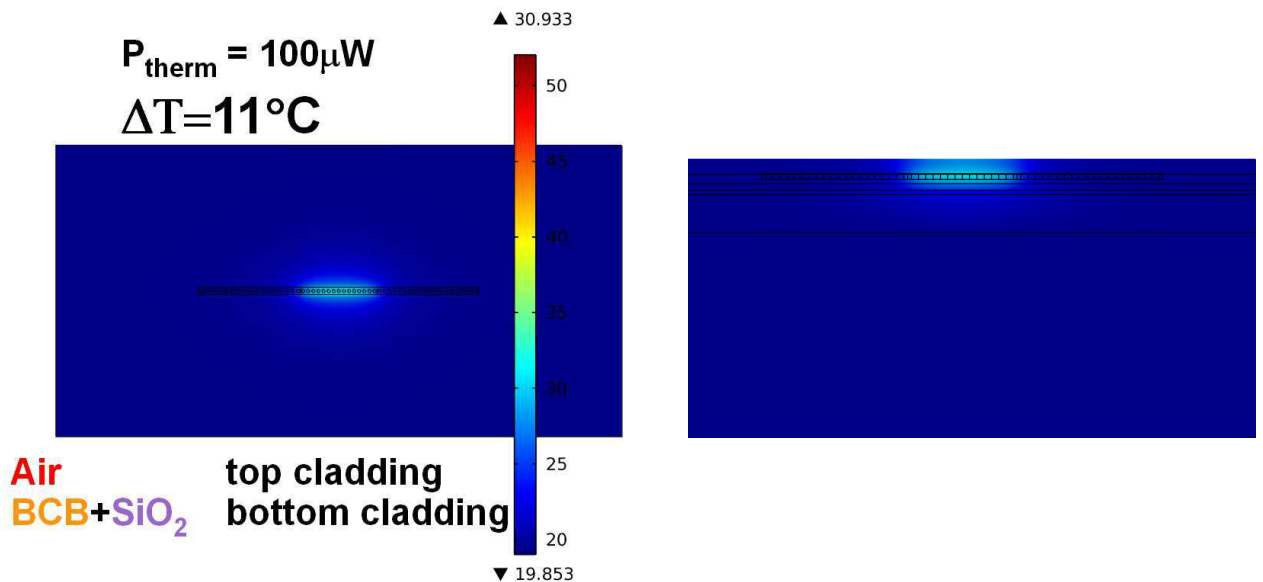 ▲ 30.933
P_therm = 100μW
ΔT=11°C
50
45
40
35
30
25
20
▼ 19.853
Air top cladding
BCB+SiO₂ bottom cladding